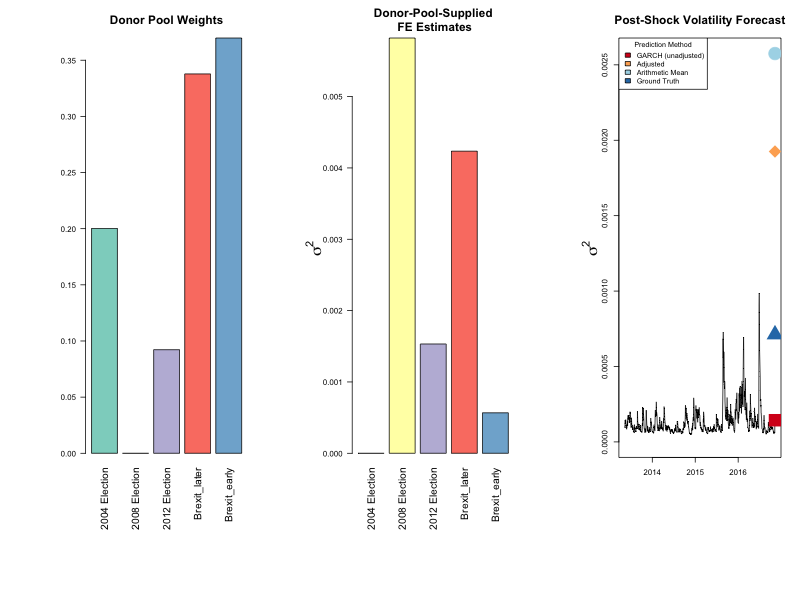 Donor Pool Weights
0.35
0.30
0.25
0.20
0.15
0.10
0.05
0.00
2004 Election
2008 Election
2012 Election
Brexit_later
Brexit_early
Donor-Pool-Supplied
FE Estimates
σ²
0.005
0.004
0.003
0.002
0.001
0.000
2004 Election
2008 Election
2012 Election
Brexit_later
Brexit_early
Post-Shock Volatility Forecast
σ²
0.0025
0.0020
0.0015
0.0010
0.0005
0.0000
Prediction Method
GARCH (unadjusted)
Adjusted
Arithmetic Mean
Ground Truth
2014 2015 2016